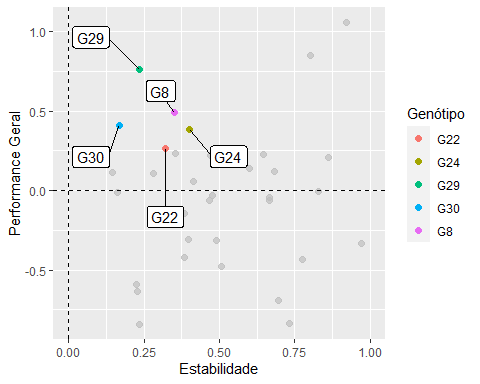 1.0
0.5
0.0
-0.5
Performance Geral
G29
G8
G30
G24
G22
0.00 0.25 0.50 0.75 1.00
Estabilidade
Genótipo
G22
G24
G29
G30
G8